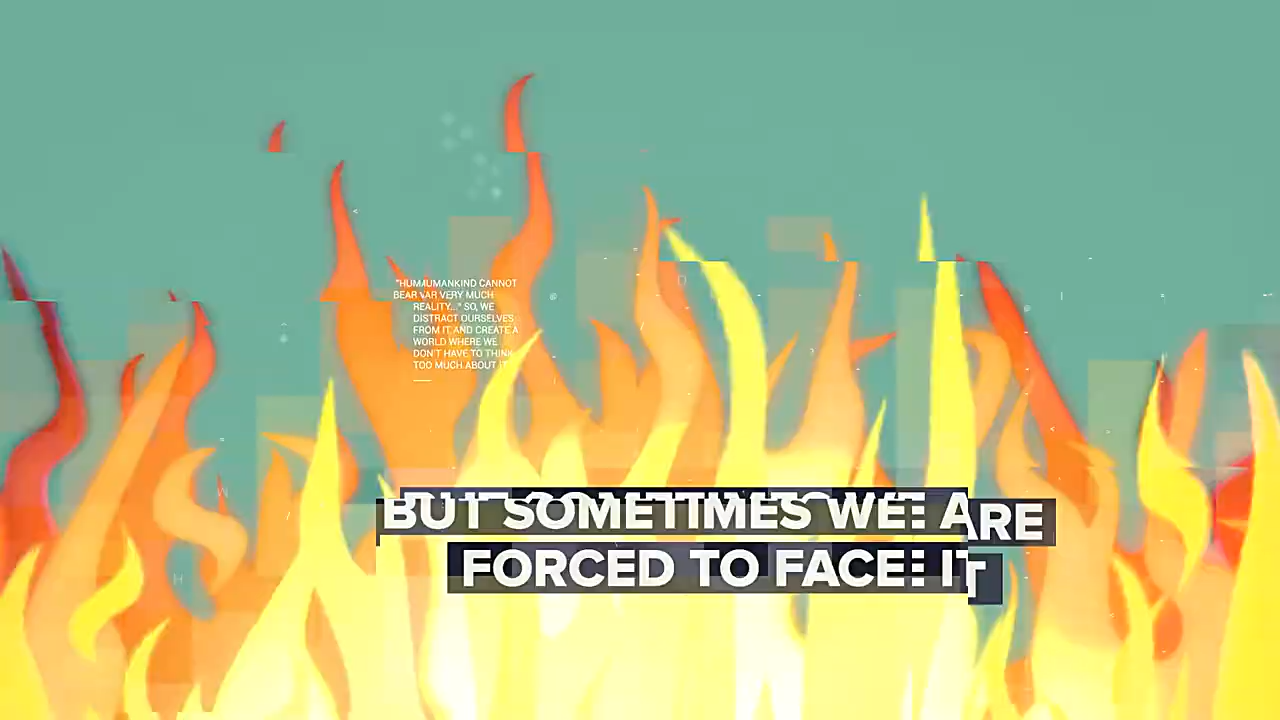 "HUMAUMANKIND CANNOT
BEAR VAR VERY MUCH
REALITY..." SO, WE
DISTRACT OURSELVES
FROM IT AND CREATE A
WORLD WHERE WE
DON'T HAVE TO THINK
TOO MUCH ABOUT IT
BUT SOMETIMES WE ARE
FORCED TO FACE IT